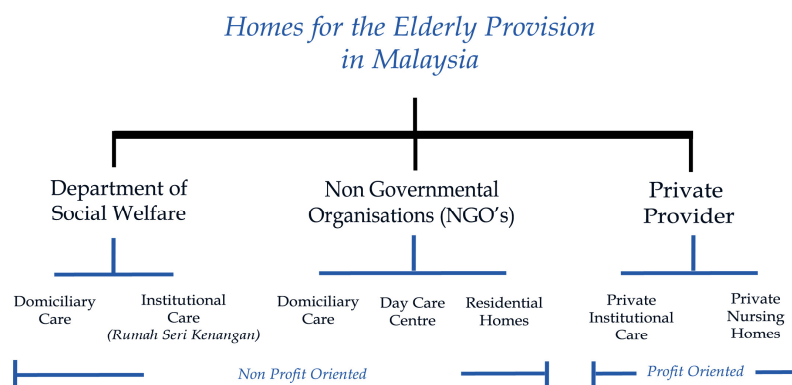 Homes for the Elderly Provision
in Malaysia
Department of
Social Welfare
Non Governmental
Organisations (NGO's)
Private
Provider
Domiciliary
Care
Institutional
Care
(Rumah Seri Kenangan)
Domiciliary
Care
Day Care
Centre
Residential
Homes
Private
Institutional
Care
Private
Nursing
Homes
Non Profit Oriented
Profit Oriented